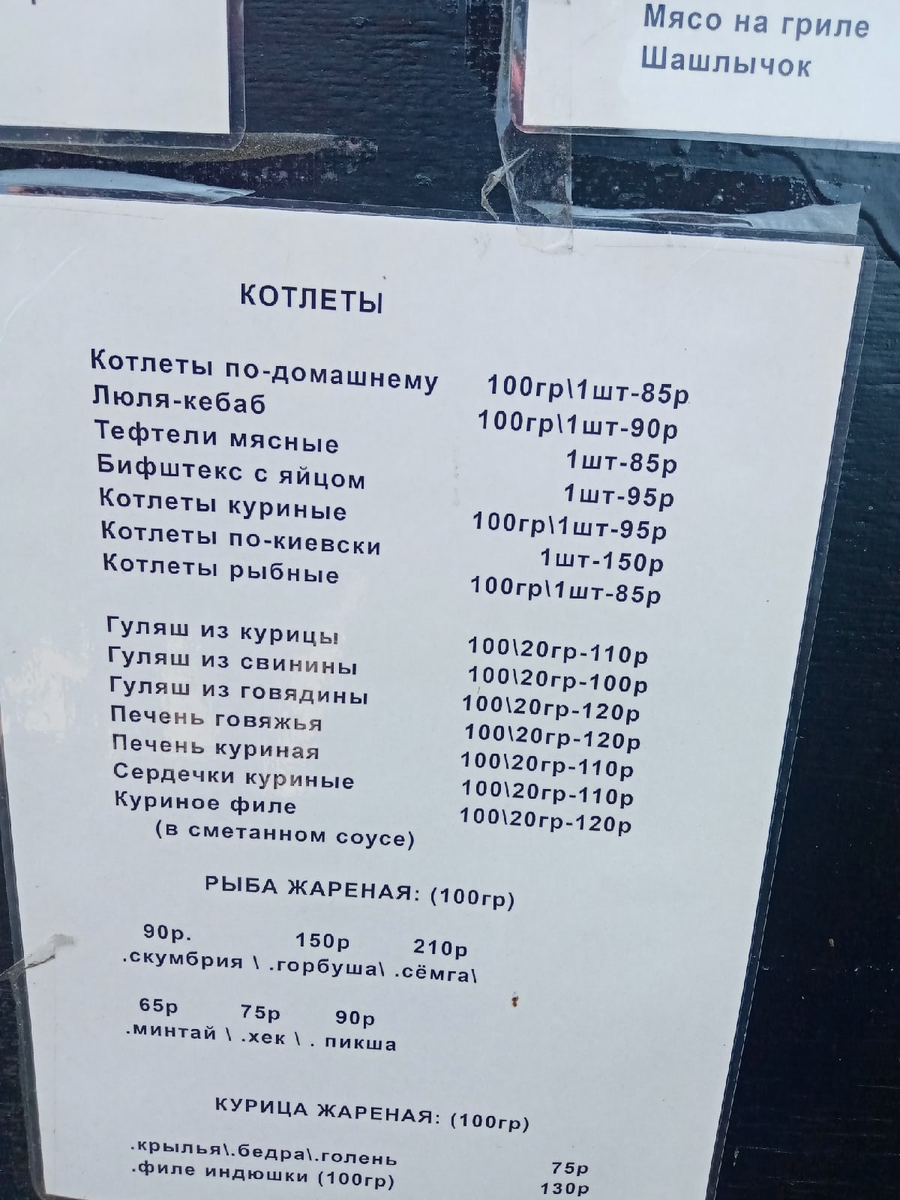 Мясо на гриле
Шашлычок
КОТЛЕТЫ
Котлеты по-домашнему 100гр\1шт-85р
Люля-кебаб 100гр\1шт-90р
Тефтели мясные 1шт-85р
Бифштекс с яйцом 1шт-95р
Котлеты куриные 100гр\1шт-95р
Котлеты по-киевски 1шт-150р
Котлеты рыбные 100гр\1шт-85р
Гуляш из курицы 100\20гр-110р
Гуляш из свинины 100\20гр-100р
Гуляш из говядины 100\20гр-120р
Печень говяжья 100\20гр-120р
Печень куриная 100\20гр-110р
Сердечки куриные 100\20гр-110р
Куриное филе 100\20гр-120р
(в сметанном соусе)
РЫБА ЖАРЕНАЯ: (100гр)
90р. 150р 210р
.скумбрия \ .горбуша\ .сёмга\
65р 75р 90р
.минтай \ .хек \ . пикша
КУРИЦА ЖАРЕНАЯ: (100гр)
.крылья\.бедра\.голень 75р
.филе индюшки (100гр) 130р